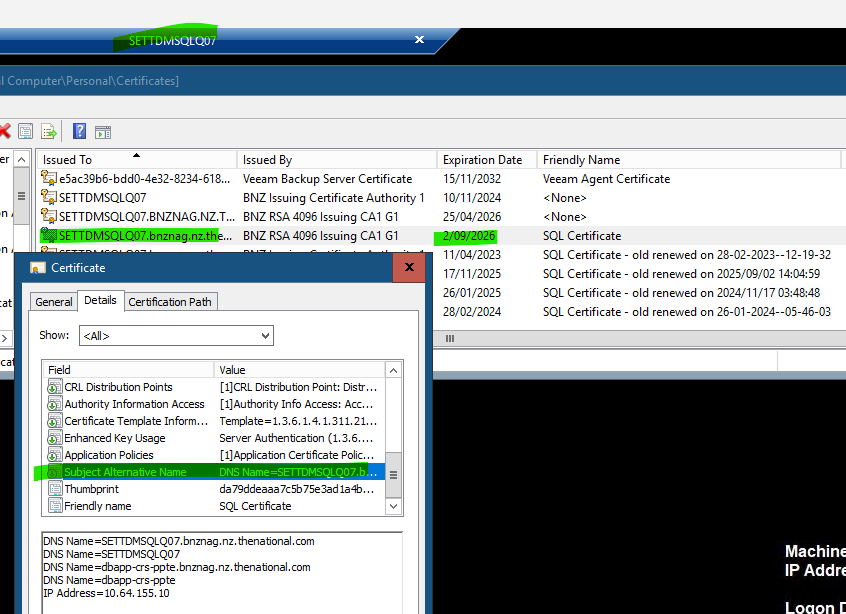 SETTDMSQLQ07
al Computer\Personal\Certificates]
Issued To Issued By Expiration Date Friendly Name
e5ac39b6-bdd0-4e32-8234-618... Veeam Backup Server Certificate 15/11/2032 Veeam Agent Certificate
SETTDMSQLQ07 BNZ Issuing Certificate Authority 1 10/11/2024 <None>
SETTDMSQLQ07.BNZNAG.NZ.T... BNZ RSA 4096 Issuing CA1 G1 25/04/2026 <None>
SETTDMSQLQ07.bnznag.nz.the... BNZ RSA 4096 Issuing CA1 G1 2/09/2026 SQL Certificate
11/04/2023 SQL Certificate - old renewed on 28-02-2023--12-19-32
17/11/2025 SQL Certificate - old renewed on 2025/09/02 14:04:59
26/01/2025 SQL Certificate - old renewed on 2024/11/17 03:48:48
28/02/2024 SQL Certificate - old renewed on 26-01-2024--05-46-03
Certificate
General Details Certification Path
Show: <All>
Field Value
CRL Distribution Points [1]CRL Distribution Point: Distr...
Authority Information Access [1]Authority Info Access: Acc...
Certificate Template Inform... Template=1.3.6.1.4.1.311.21...
Enhanced Key Usage Server Authentication (1.3.6....
Application Policies [1]Application Certificate Polic...
Subject Alternative Name DNS Name=SETTDMSQLQ07.b...
Thumbprint da79ddeaaa7c5b75e3ad1a4b...
Friendly name SQL Certificate
DNS Name=SETTDMSQLQ07.bnznag.nz.thenational.com
DNS Name=SETTDMSQLQ07
DNS Name=dbapp-crs-ppte.bnznag.nz.thenational.com
DNS Name=dbapp-crs-ppte
IP Address=10.64.155.10
Machine
IP Addre
Logon D